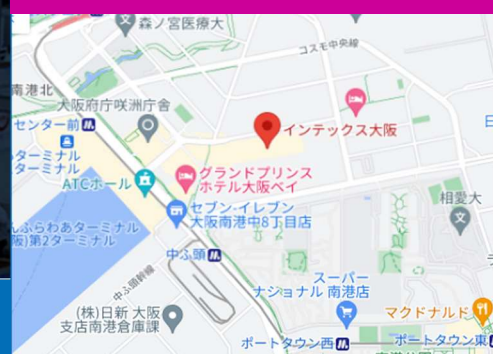 森ノ宮医療大
コスモ中央線
南港北
大阪府庁咲洲庁舎
センター前
インテックス大阪
ターミナル
ターミナル
ATCホール
グランドプリンス
ホテル大阪ベイ
相愛大
セブン-イレブン
大阪南港中8丁目店
ふらわあターミナル
阪)第2ターミナル
中ふ頭
中ふ頭幹線
スーパー
ナショナル 南港店
(株)日新 大阪
支店南港倉庫課
マクドナルド
ポートタウン西
ポートタウン東